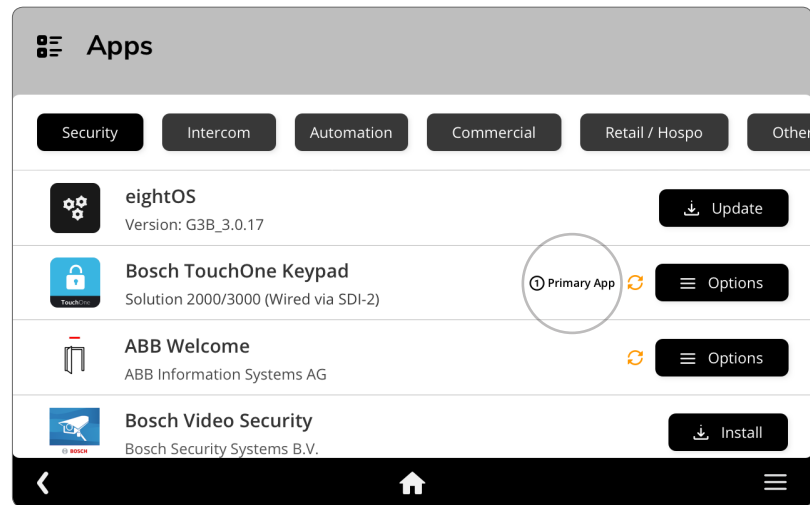 Apps
Security
Intercom
Automation
Commercial
Retail / Hospo
Other
eightOS
Version: G3B_3.0.17
Update
TouchOne
Bosch TouchOne Keypad
Solution 2000/3000 (Wired via SDI-2)
1 Primary App
Options
ABB Welcome
ABB Information Systems AG
Options
BOSCH
Bosch Video Security
Bosch Security Systems B.V.
Install